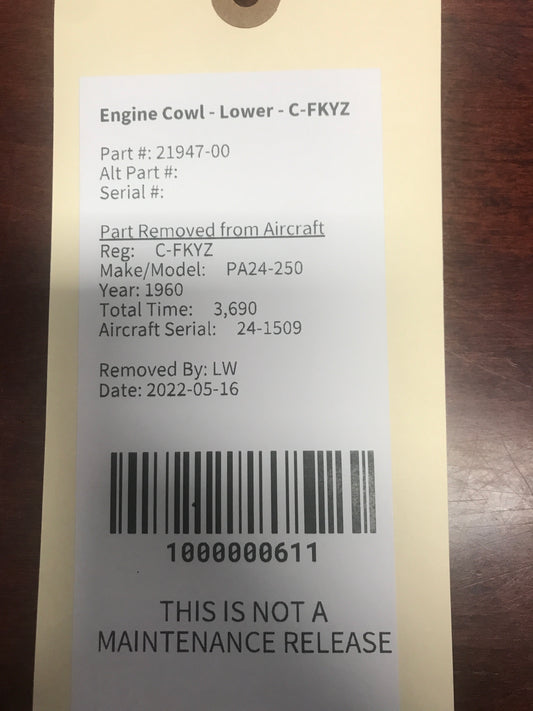 Engine Cowl - Lower - C-FKYZ
Part #: 21947-00
Alt Part #:
Serial #:
Part Removed from Aircraft
Reg: C-FKYZ
Make/Model: PA24-250
Year: 1960
Total Time: 3,690
Aircraft Serial: 24-1509
Removed By: LW
Date: 2022-05-16
1000000611
THIS IS NOT A
MAINTENANCE RELEASE